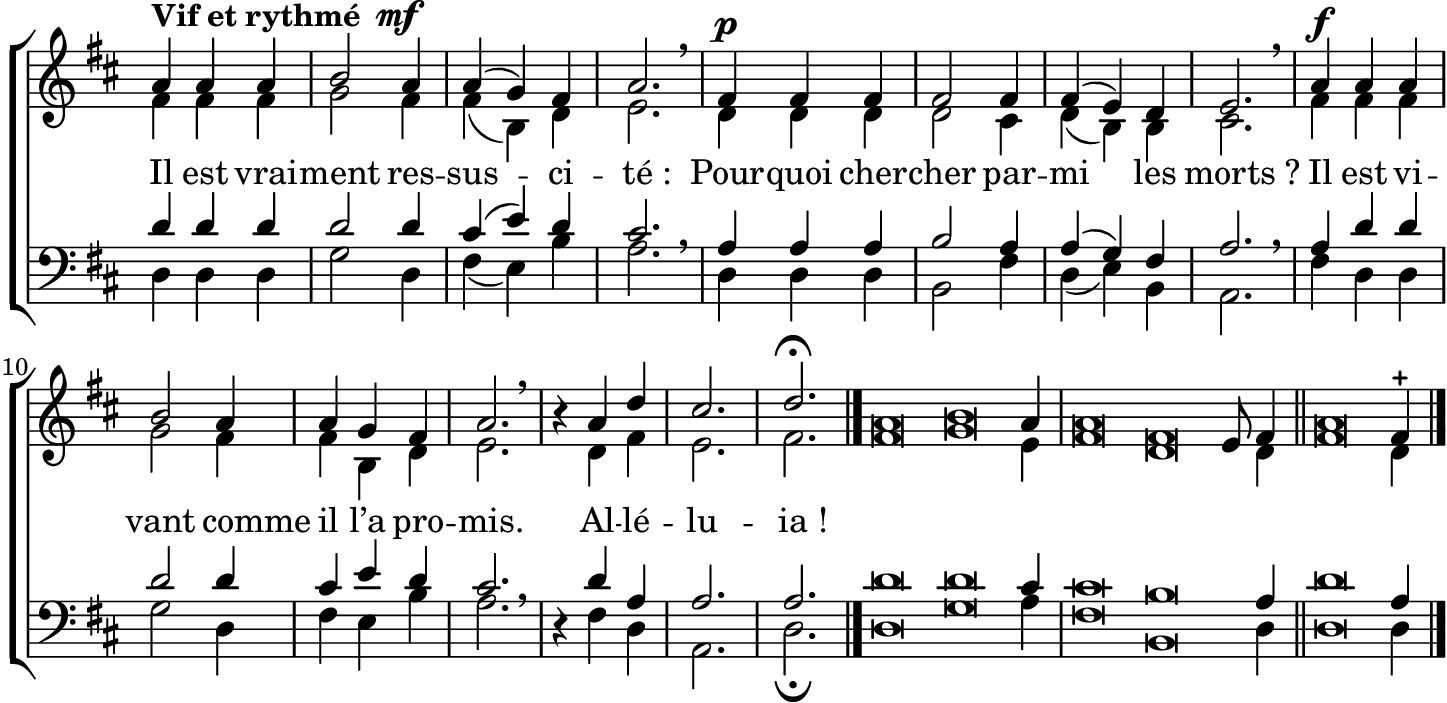 Vif et rythmé mf p f
Il est vraiment res – sus – ci – té : Pourquoi chercher par – mi les morts ? Il est vi –
10
vant comme il l’a pro – mis. Al – lé – lu – ia !